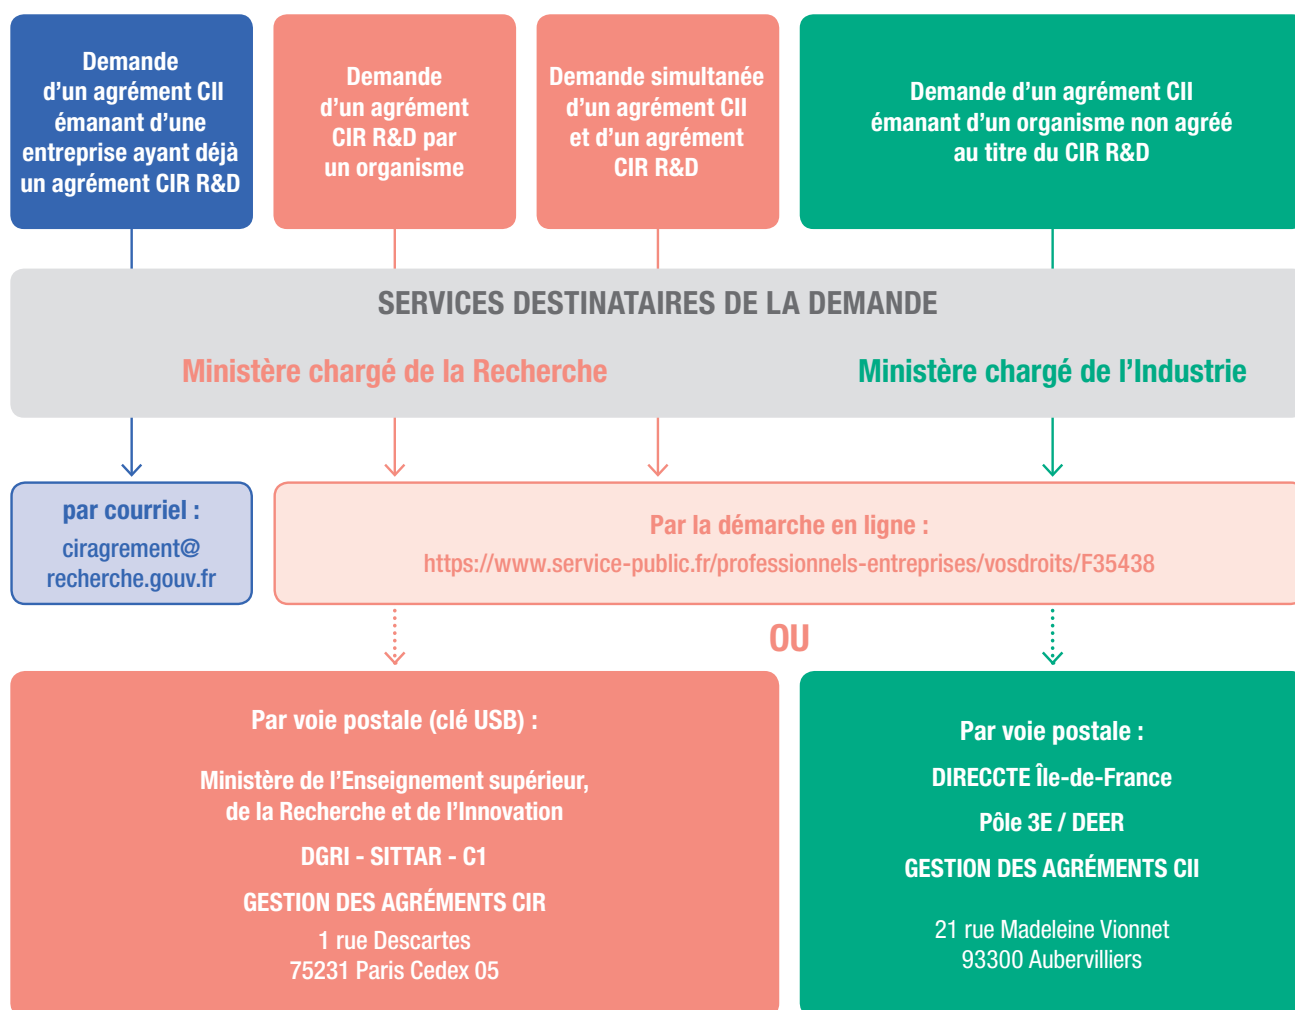 Demande
d'un agrément CII
émanant d'une
entreprise ayant déjà
un agrément CIR R&D
Demande
d'un agrément
CIR R&D par
un organisme
Demande simultanée
d'un agrément CII
et d'un agrément
CIR R&D
Demande d'un agrément CII
émanant d'un organisme non agréé
au titre du CIR R&D
SERVICES DESTINATAIRES DE LA DEMANDE
Ministère chargé de la Recherche
Ministère chargé de l'Industrie
par courriel :
ciragrement@
recherche.gouv.fr
Par la démarche en ligne :
https://www.service-public.fr/professionnels-entreprises/vosdroits/F35438
OU
Par voie postale (clé USB) :
Ministère de l'Enseignement supérieur,
de la Recherche et de l'Innovation
DGRI - SITTAR - C1
GESTION DES AGRÉMENTS CIR
1 rue Descartes
75231 Paris Cedex 05
Par voie postale :
DIRECCTE Île-de-France
Pôle 3E / DEER
GESTION DES AGRÉMENTS CII
21 rue Madeleine Vionnet
93300 Aubervilliers